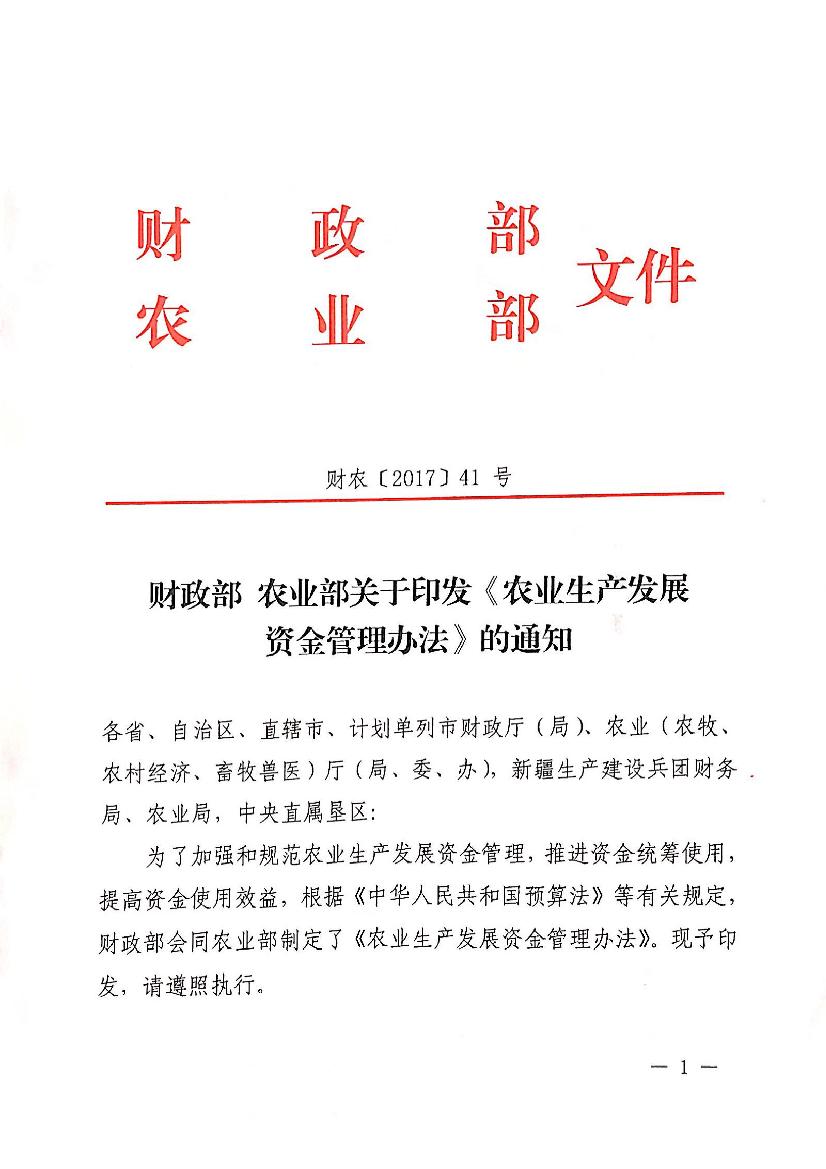 财政部
农业部
文件
财农〔2017〕41 号
财政部 农业部关于印发《农业生产发展
资金管理办法》的通知
各省、自治区、直辖市、计划单列市财政厅（局）、农业（农牧、
农村经济、畜牧兽医）厅（局、委、办），新疆生产建设兵团财务
局、农业局，中央直属垦区：
为了加强和规范农业生产发展资金管理，推进资金统筹使用，
提高资金使用效益，根据《中华人民共和国预算法》等有关规定，
财政部会同农业部制定了《农业生产发展资金管理办法》。现予印
发，请遵照执行。
— 1 —